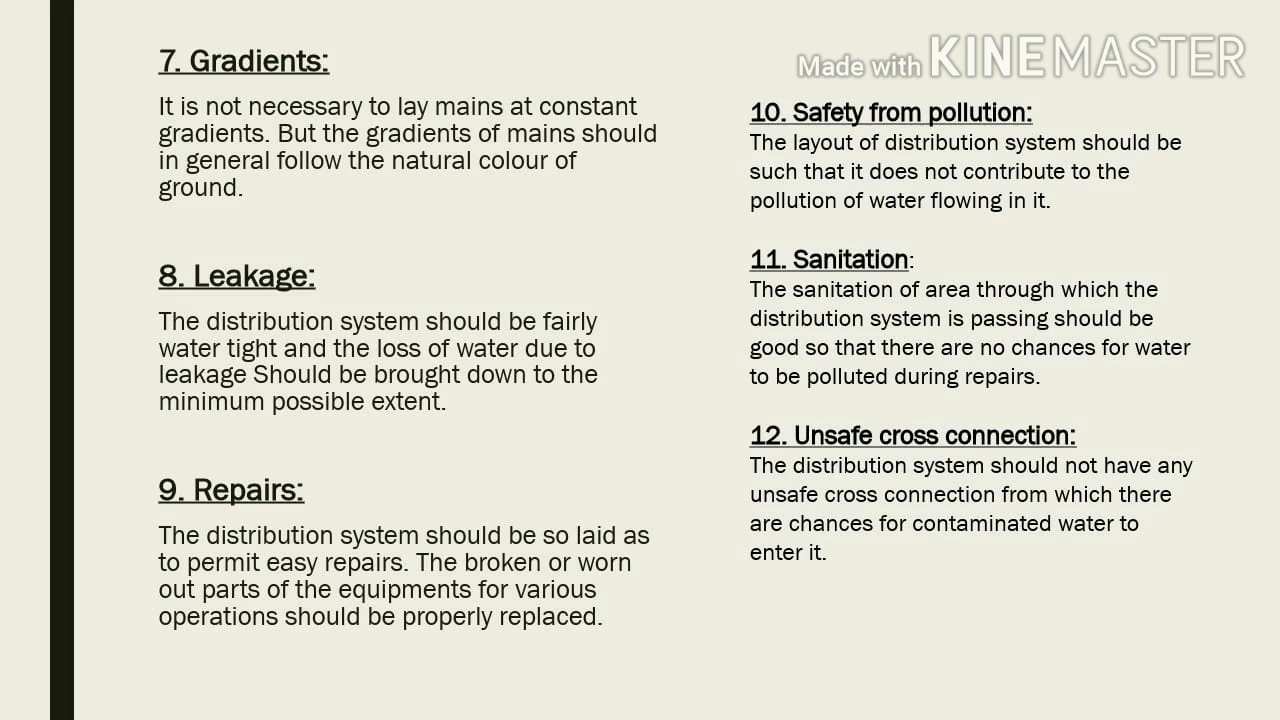 7. Gradients:
It is not necessary to lay mains at constant
gradients. But the gradients of mains should
in general follow the natural colour of
ground.
8. Leakage:
The distribution system should be fairly
water tight and the loss of water due to
leakage Should be brought down to the
minimum possible extent.
9. Repairs:
The distribution system should be so laid as
to permit easy repairs. The broken or worn
out parts of the equipments for various
operations should be properly replaced.
Made with KINEMASTER
10. Safety from pollution:
The layout of distribution system should be
such that it does not contribute to the
pollution of water flowing in it.
11. Sanitation:
The sanitation of area through which the
distribution system is passing should be
good so that there are no chances for water
to be polluted during repairs.
12. Unsafe cross connection:
The distribution system should not have any
unsafe cross connection from which there
are chances for contaminated water to
enter it.